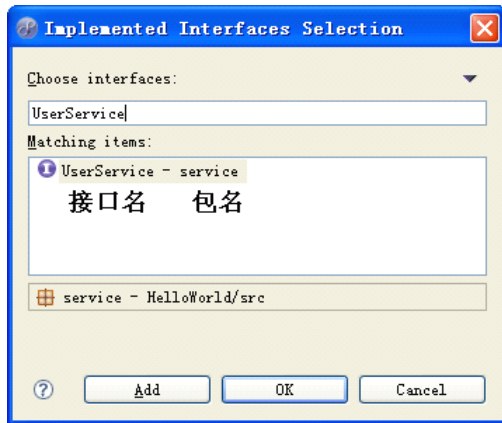 Implemented Interfaces Selection
Choose interfaces:
UserService
Matching items:
UserService - service
接口名 包名
service - HelloWorld/src
Add OK Cancel